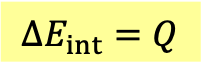 ΔE_int = Q